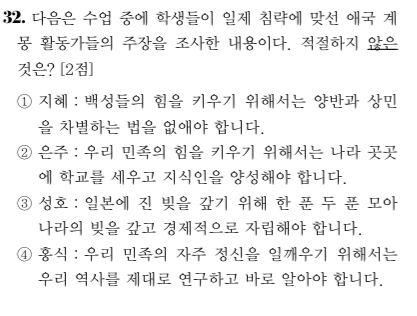 32. 다음은 수업 중에 학생들이 일제 침략에 맞선 애국 계
몽 활동가들의 주장을 조사한 내용이다. 적절하지 않은
것은? [2점]
① 지혜 : 백성들의 힘을 키우기 위해서는 양반과 상민
을 차별하는 법을 없애야 합니다.
② 은주 : 우리 민족의 힘을 키우기 위해서는 나라 곳곳
에 학교를 세우고 지식인을 양성해야 합니다.
③ 성호 : 일본에 진 빚을 갚기 위해 한 푼 두 푼 모아
나라의 빚을 갚고 경제적으로 자립해야 합니다.
④ 홍식 : 우리 민족의 자주 정신을 일깨우기 위해서는
우리 역사를 제대로 연구하고 바로 알아야 합니다.